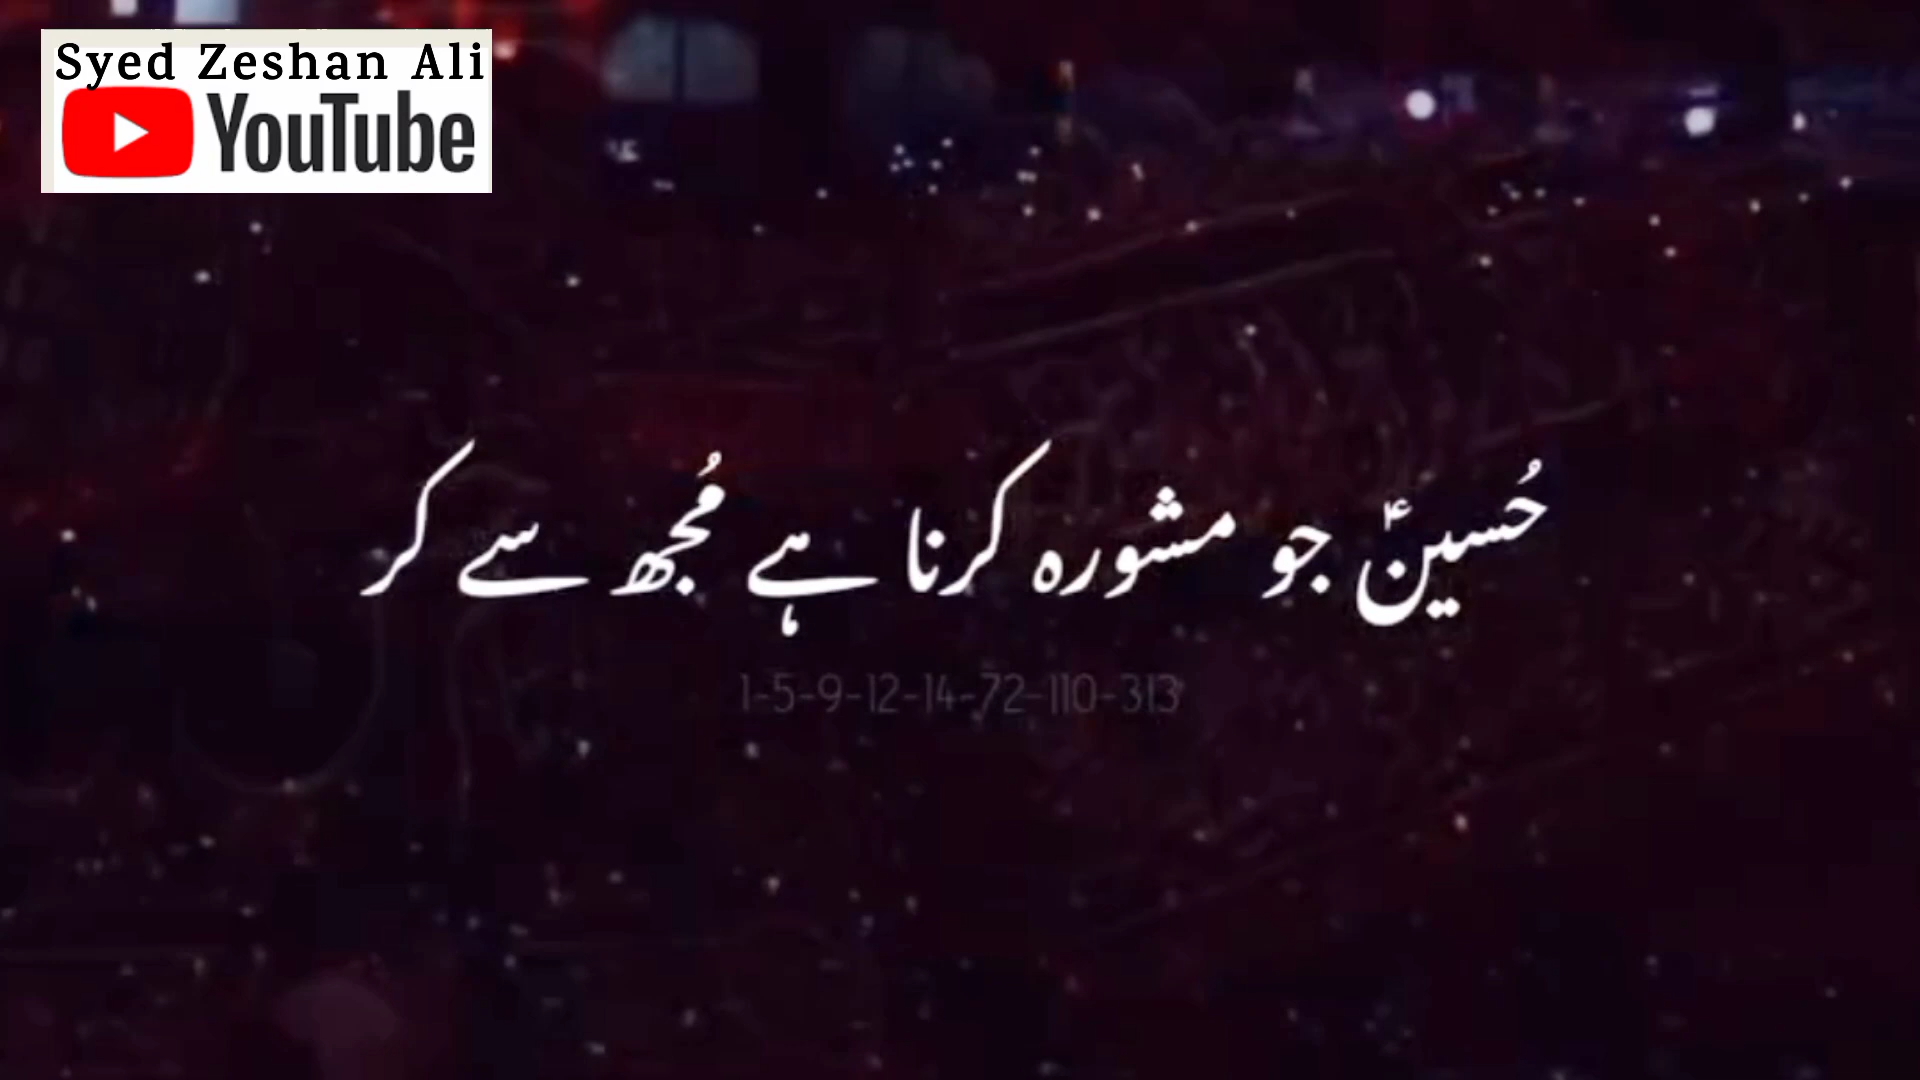 Syed Zeshan Ali
YouTube
حُسینؑ جو مشورہ کرنا ہے مُجھ سے کر
1-5-9-12-14-72-110-313